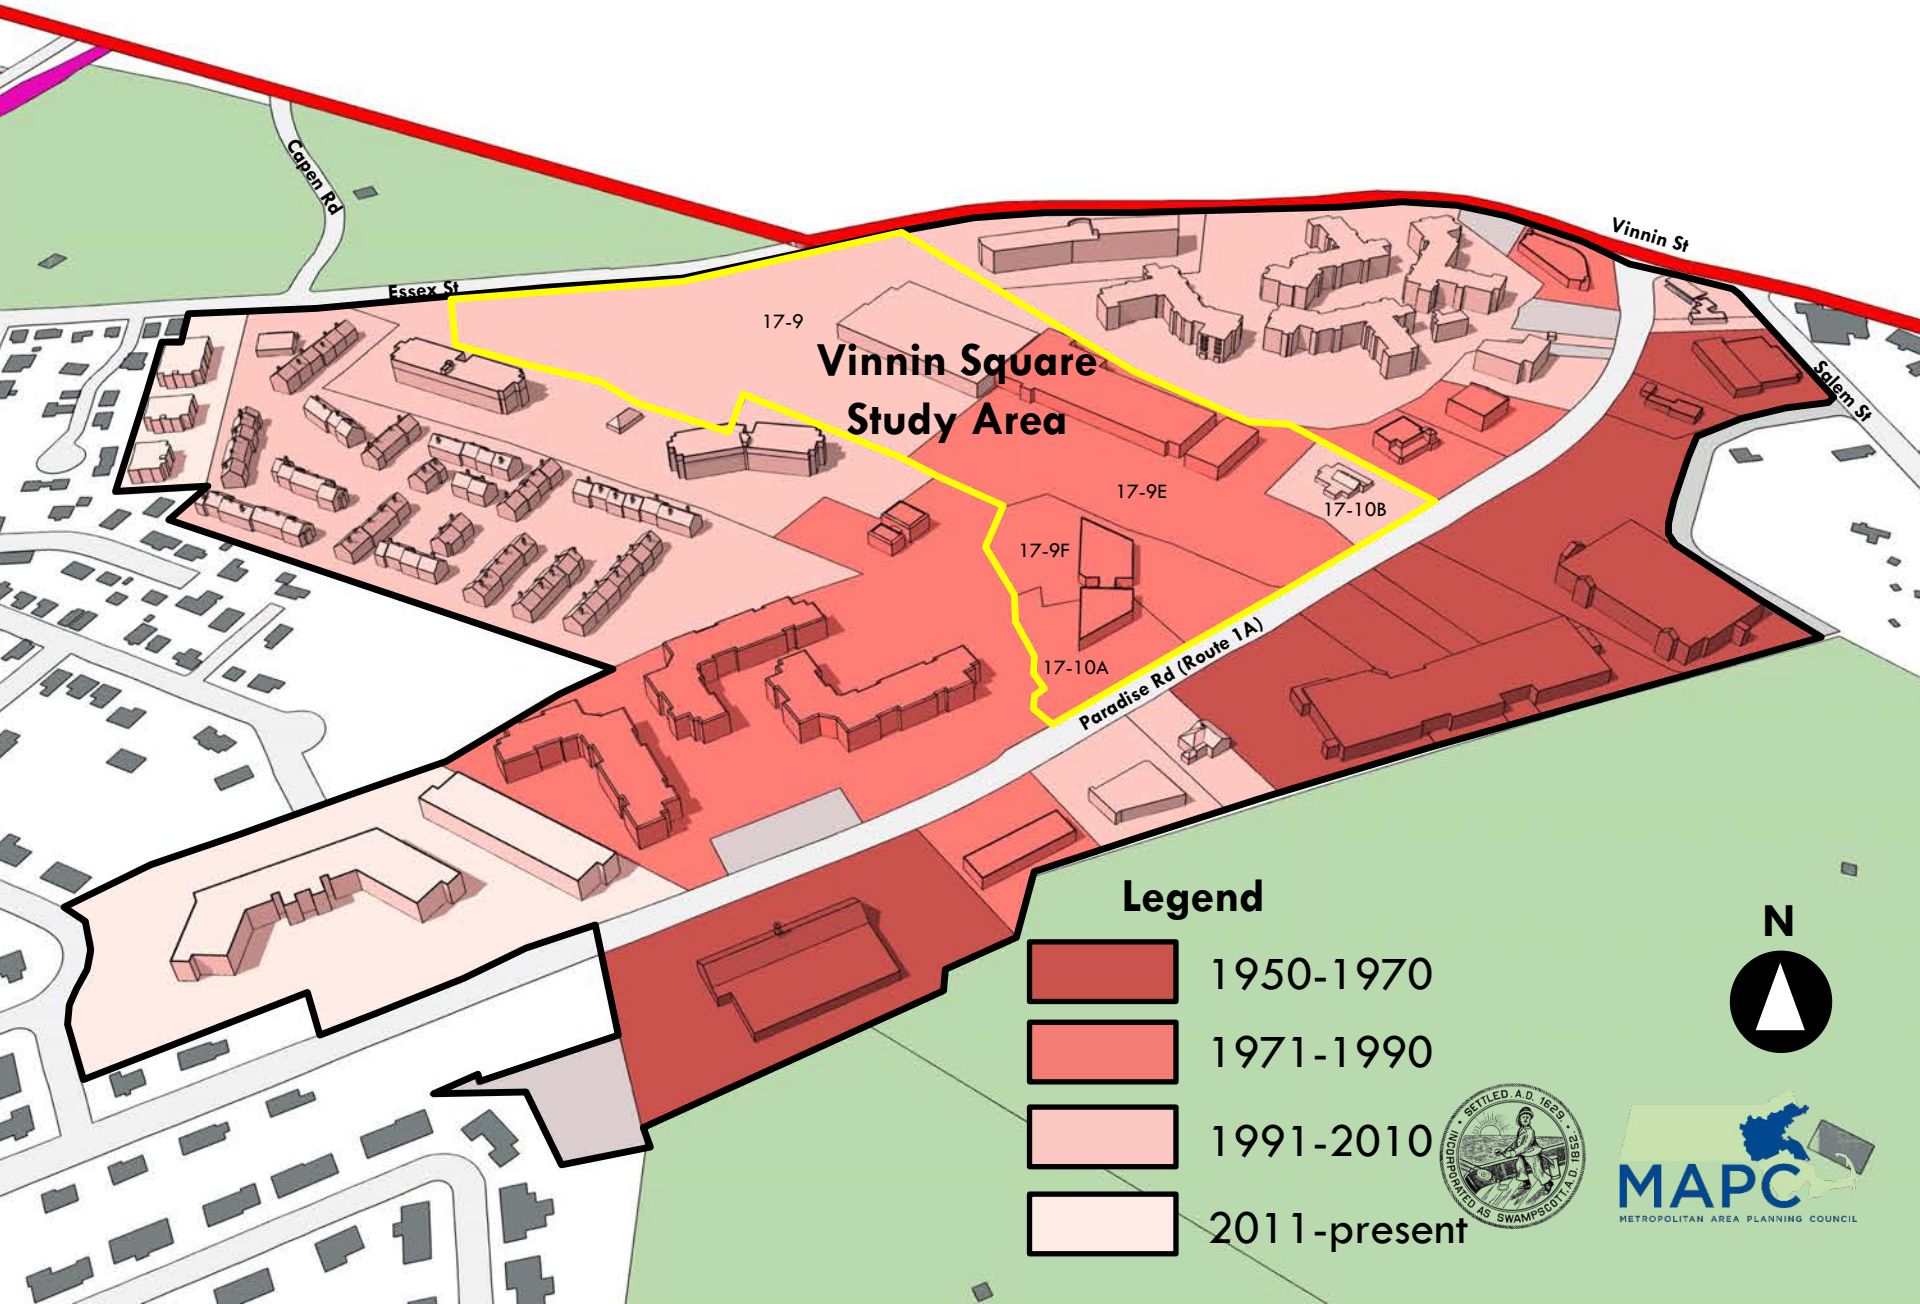 Capen Rd
Vinnin St
Essex St
17-9
Vinnin Square
Study Area
Salem St
17-9E
17-10B
17-9F
17-10A
Paradise Rd (Route 1A)
Legend
1950-1970
1971-1990
1991-2010
2011-present
N
SETTLED. A.D. 1629.
INCORPORATED AS SWAMPSCOTT. A.D. 1852.
MAPC
METROPOLITAN AREA PLANNING COUNCIL